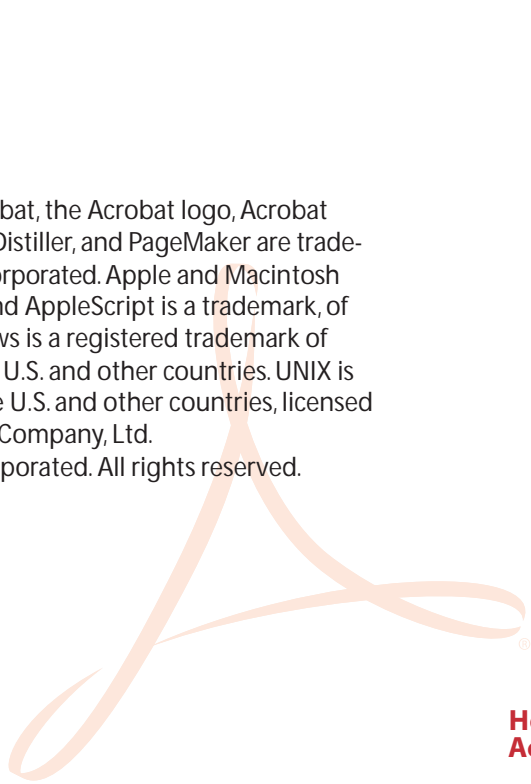 bat, the Acrobat logo, Acrobat
Distiller, and PageMaker are trade-
orporated. Apple and Macintosh
nd AppleScript is a trademark, of
ws is a registered trademark of
U.S. and other countries. UNIX is
e U.S. and other countries, licensed
Company, Ltd.
porated. All rights reserved.
®